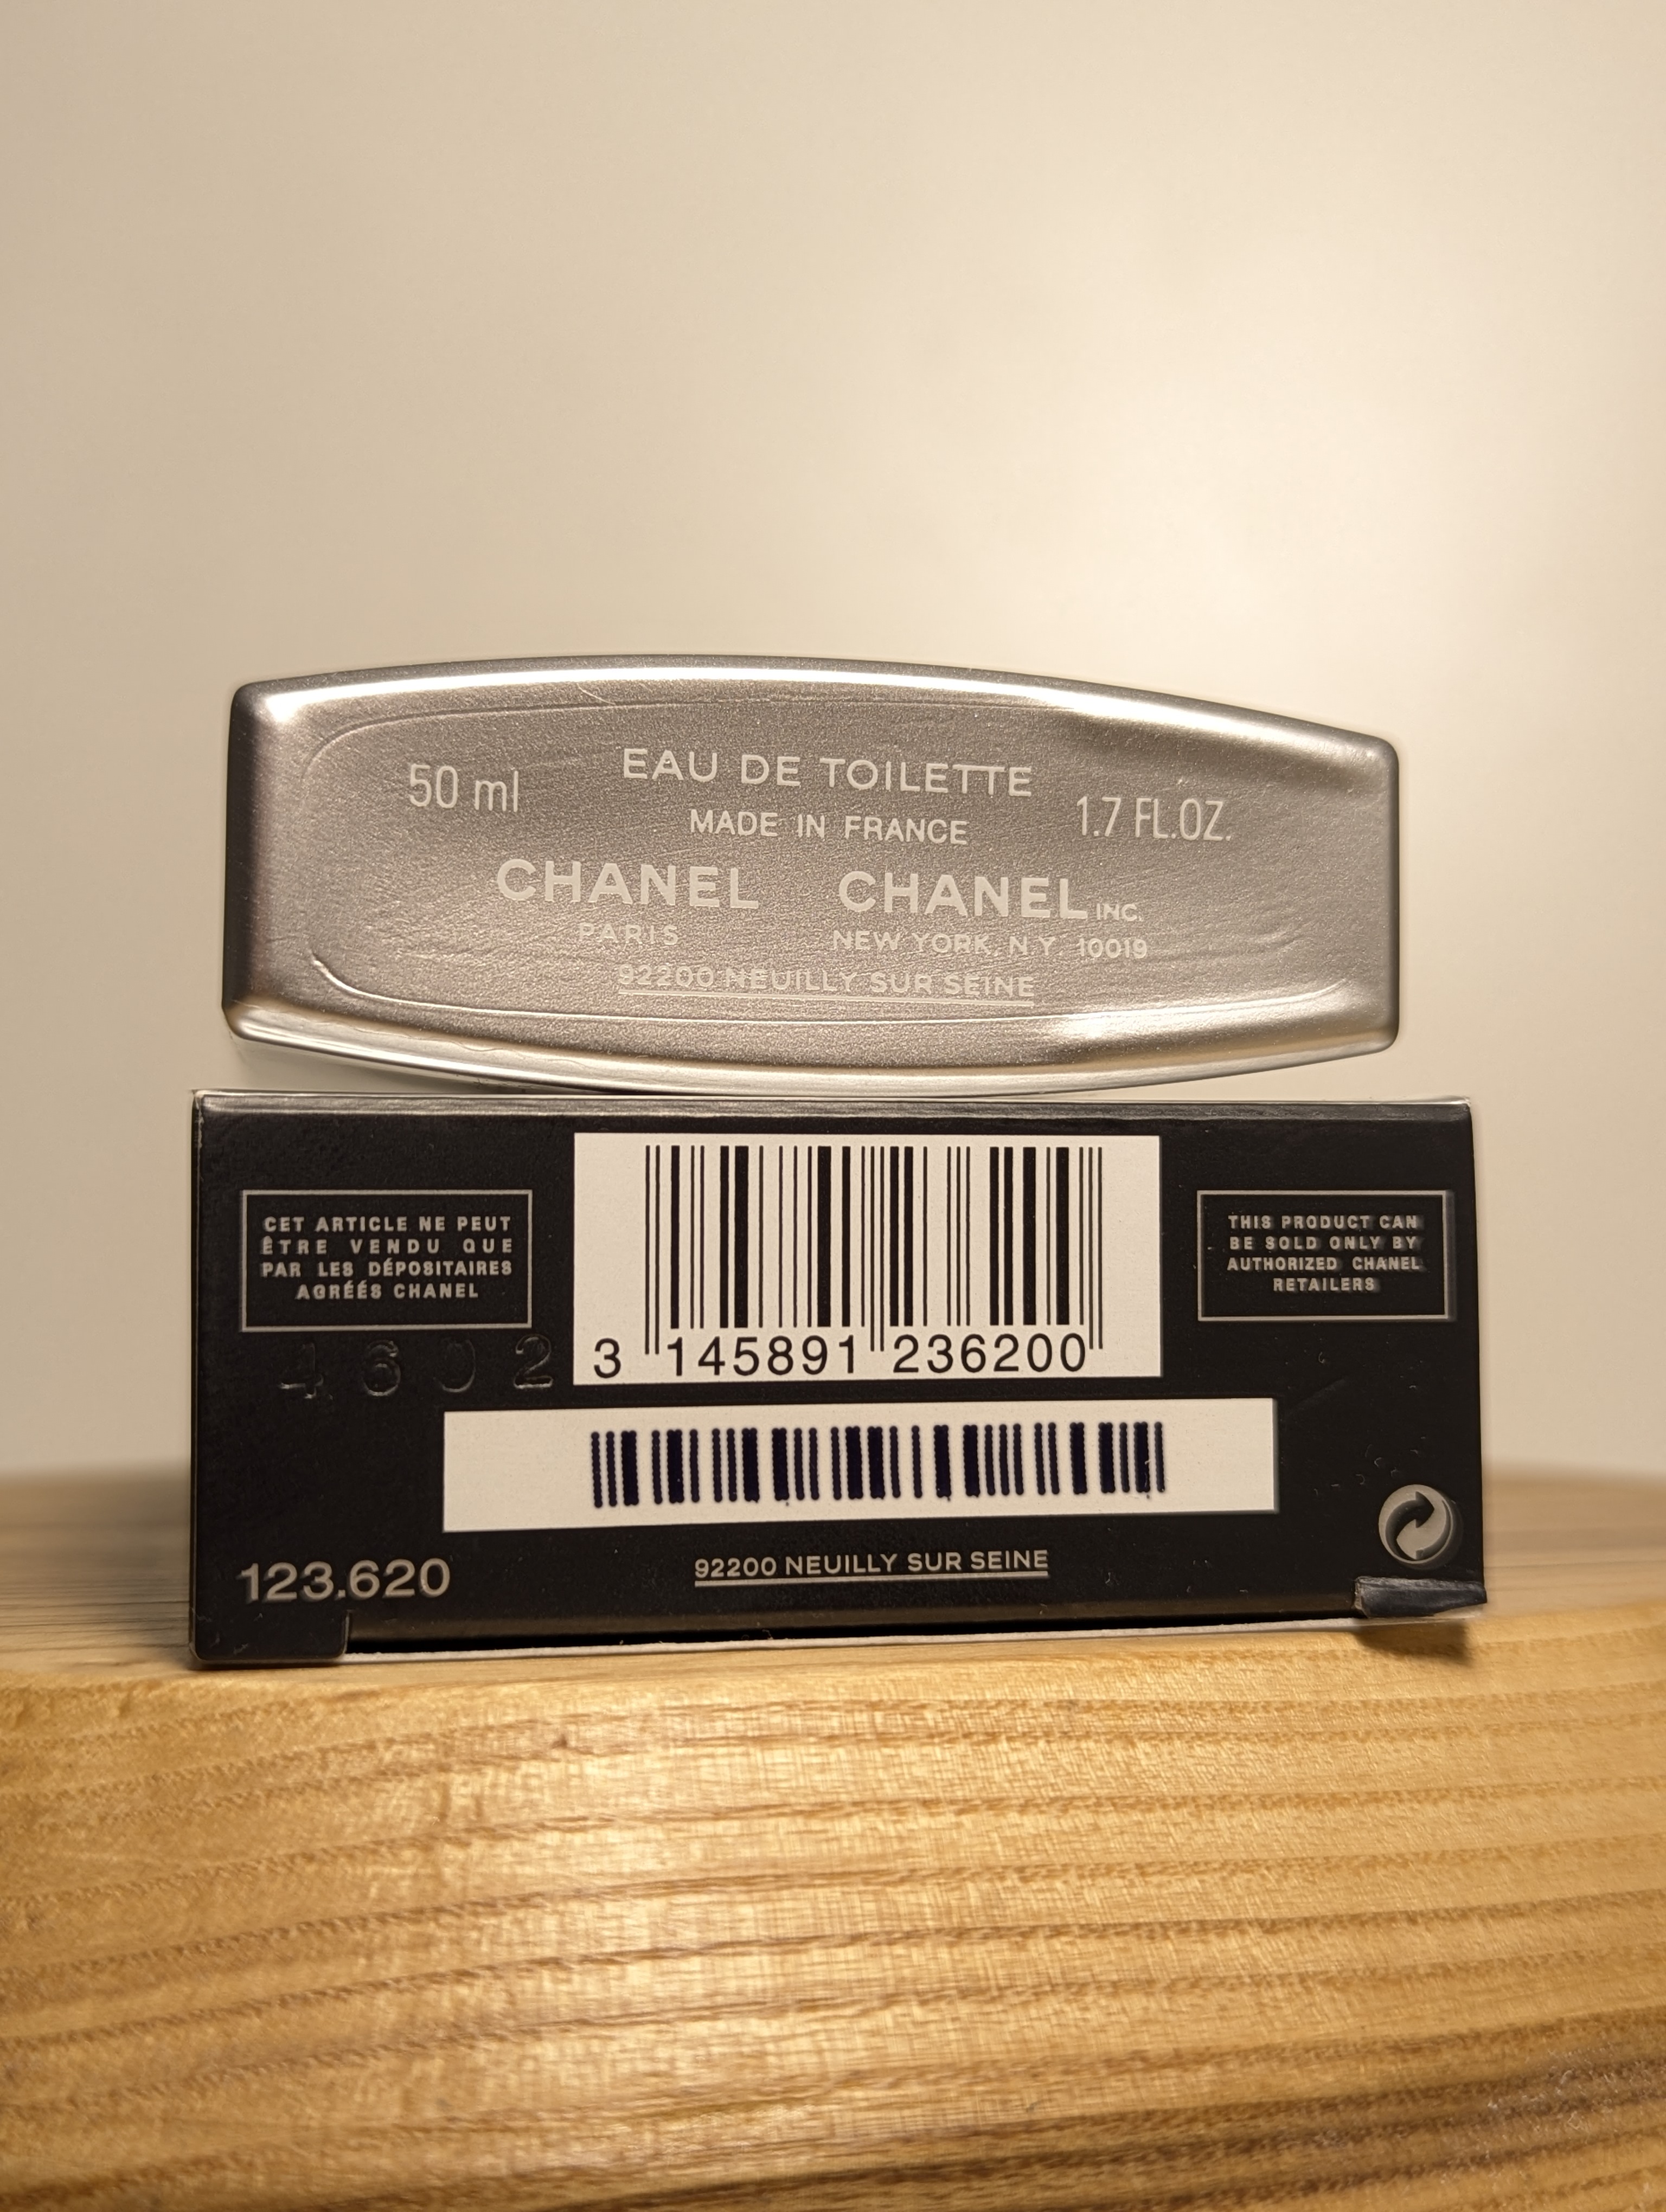 50 ml
EAU DE TOILETTE
1.7 FL.OZ.
MADE IN FRANCE
CHANEL
PARIS
CHANEL INC.
NEW YORK, N.Y. 10019
92200 NEUILLY SUR SEINE
CET ARTICLE NE PEUT
ÊTRE VENDU QUE
PAR LES DÉPOSITAIRES
AGRÉÉS CHANEL
4602
3 145891 236200
THIS PRODUCT CAN
BE SOLD ONLY BY
AUTHORIZED CHANEL
RETAILERS
123.620
92200 NEUILLY SUR SEINE